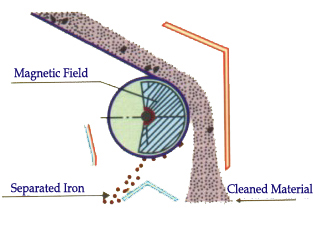 Magnetic Field
Separated Iron
Cleaned Material